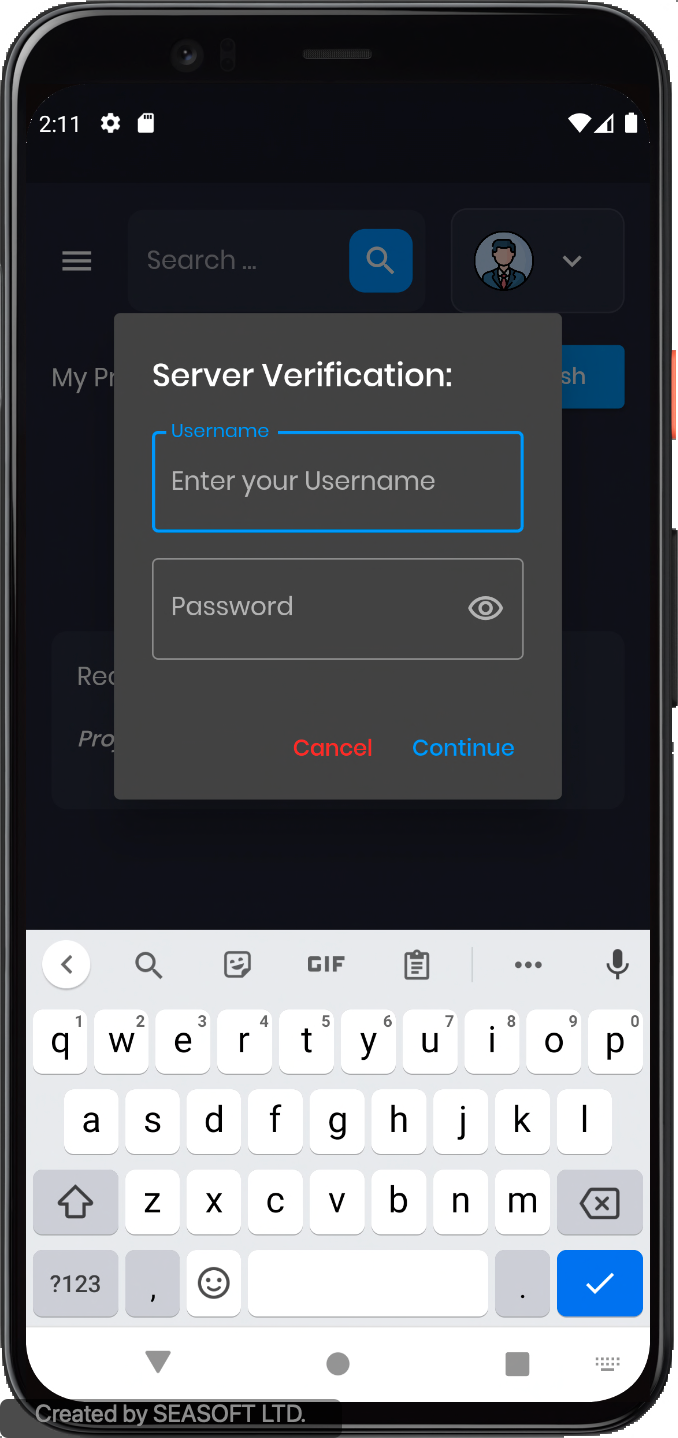 2:11
Search ...
My Pr
sh
Server Verification:
Username
Enter your Username
Password
Rec
Proj
Cancel Continue
GIF
q1 w2 e3 r4 t5 y6 u7 i8 o9 p0
a s d f g h j k l
z x c v b n m
?123 , .
Created by SEASOFT LTD.